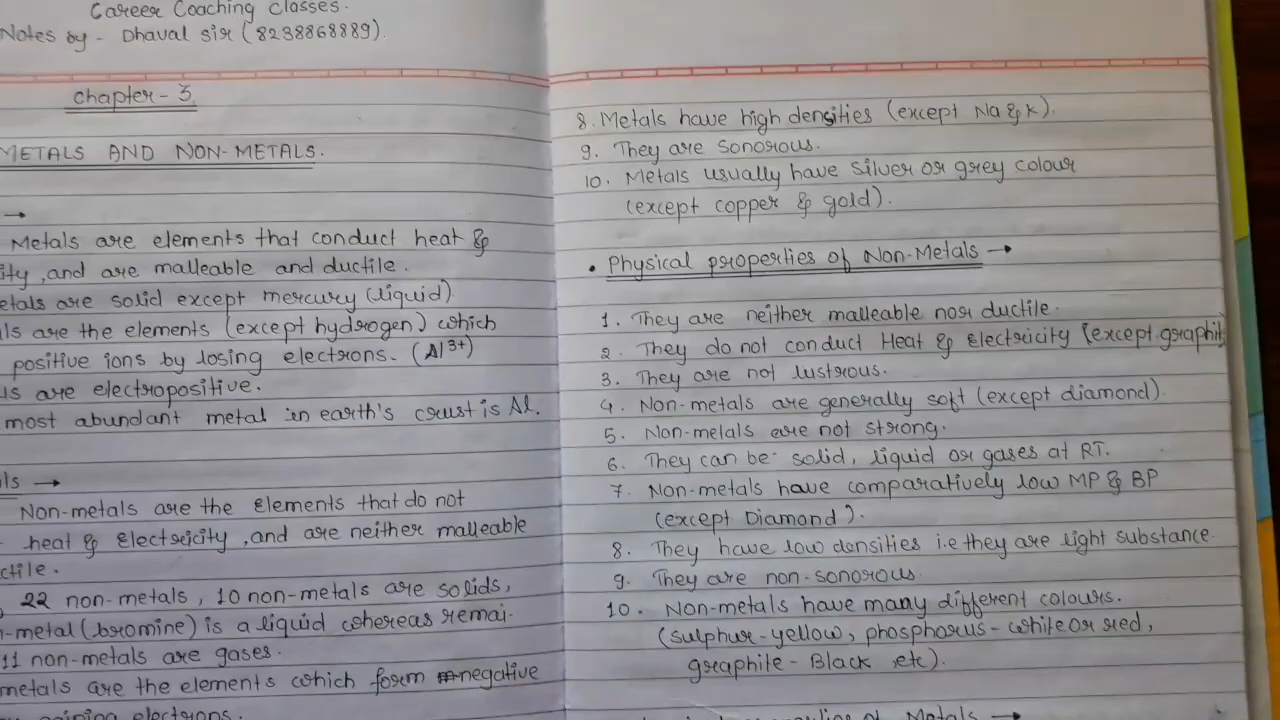 Career Coaching Classes.
Notes by - Dhaval Sir (8238868889).
Chapter - 3
METALS AND NON-METALS.
→
Metals are elements that conduct heat &
ity, and are malleable and ductile.
etals are solid except mercury (liquid).
ls are the elements (except hydrogen) which
positive ions by losing electrons. (Al3+)
ls are electropositive.
most abundant metal in earth's crust is Al.
ls →
Non-metals are the elements that do not
heat & Electricity, and are neither malleable
ctile.
22 non-metals, 10 non-metals are solids,
-metal (bromine) is a liquid whereas remai-
11 non-metals are gases.
metals are the elements which form negative
gaining electrons.
8. Metals have high densities (except Na & K).
9. They are sonorous.
10. Metals usually have silver or grey colour
(except copper & gold).
• Physical properties of Non-Metals →
1. They are neither malleable nor ductile.
2. They do not conduct Heat & Electricity [except graphit
3. They are not lustrous.
4. Non-metals are generally soft (except diamond).
5. Non-metals are not strong.
6. They can be solid, liquid or gases at RT.
7. Non-metals have comparatively low MP & BP
(except Diamond).
8. They have low densities i.e they are light substance.
9. They are non-sonorous.
10. Non-metals have many different colours.
(sulphur-yellow, phosphorus - white or red,
graphite - Black etc).
of Metals →